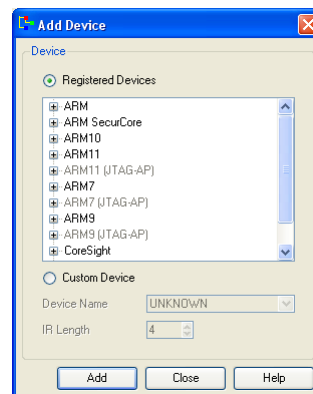 Add Device
Device
Registered Devices
ARM
ARM SecurCore
ARM10
ARM11
ARM11 (JTAG-AP)
ARM7
ARM7 (JTAG-AP)
ARM9
ARM9 (JTAG-AP)
CoreSight
Custom Device
Device Name UNKNOWN
IR Length 4
Add Close Help